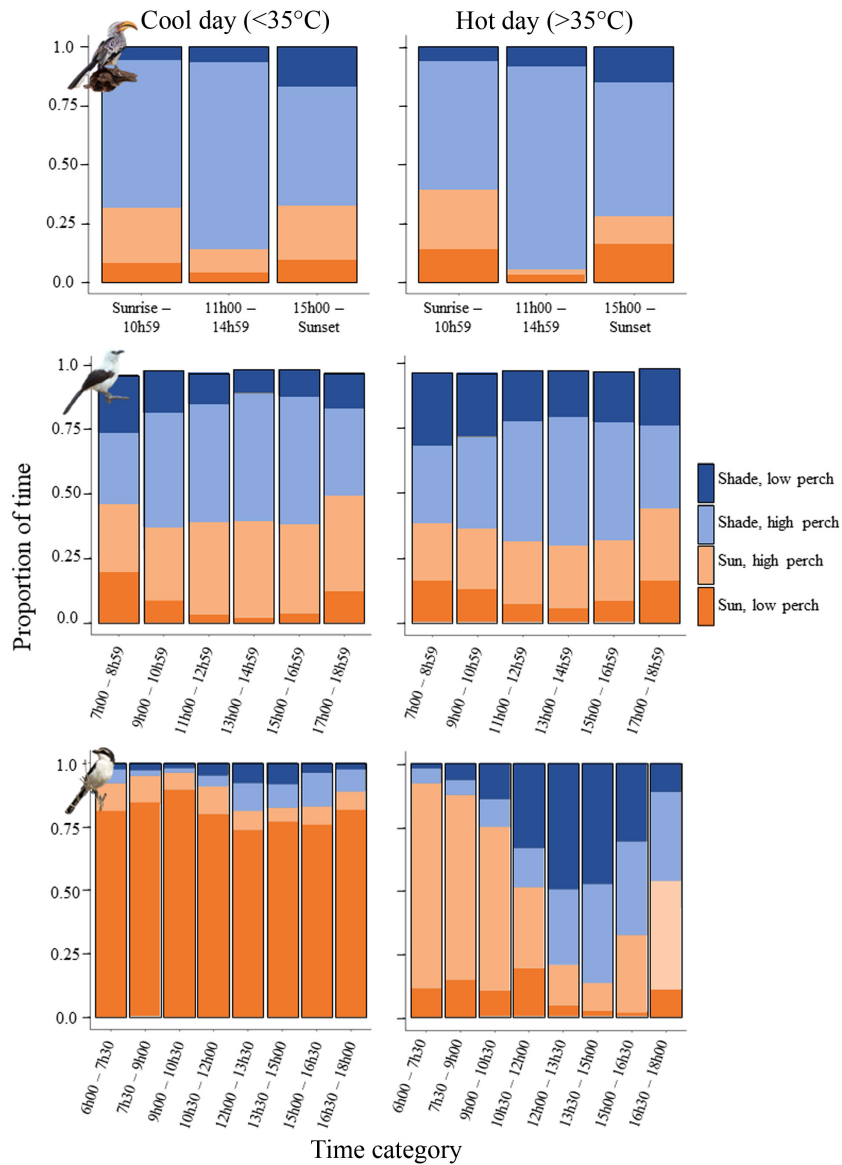 Cool day (<35°C)
Hot day (>35°C)
1.0
0.75
0.50
0.25
0.0
Sunrise –
10h59
11h00 –
14h59
15h00 –
Sunset
Sunrise –
10h59
11h00 –
14h59
15h00 –
Sunset
Proportion of time
1.0
0.75
0.50
0.25
0.0
7h00 – 8h59
9h00 – 10h59
11h00 – 12h59
13h00 – 14h59
15h00 – 16h59
17h00 – 18h59
7h00 – 8h59
9h00 – 10h59
11h00 – 12h59
13h00 – 14h59
15h00 – 16h59
17h00 – 18h59
Shade, low perch
Shade, high perch
Sun, high perch
Sun, low perch
1.0
0.75
0.50
0.25
0.0
6h00 – 7h30
7h30 – 9h00
9h00 – 10h30
10h30 – 12h00
12h00 – 13h30
13h30 – 15h00
15h00 – 16h30
16h30 – 18h00
6h00 – 7h30
7h30 – 9h00
9h00 – 10h30
10h30 – 12h00
12h00 – 13h30
13h30 – 15h00
15h00 – 16h30
16h30 – 18h00
Time category